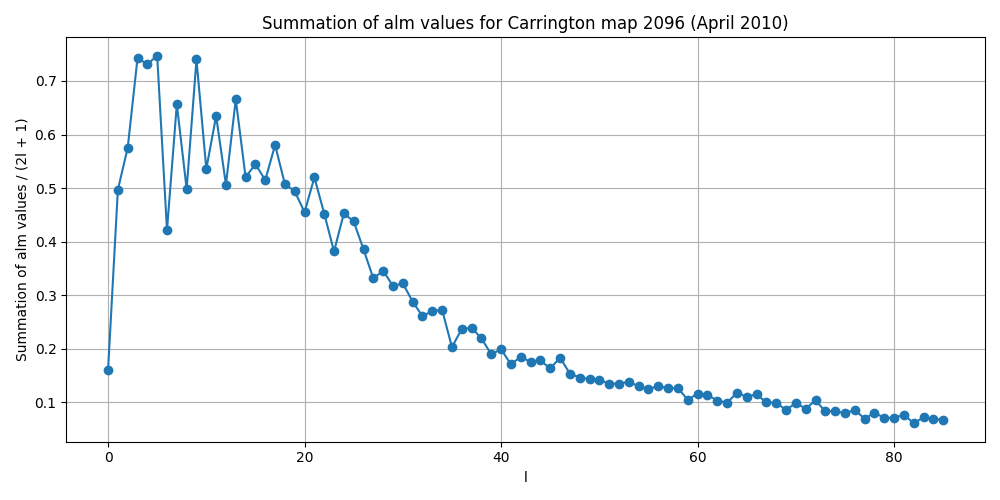 Summation of alm values for Carrington map 2096 (April 2010)
Summation of alm values / (2l + 1)
0.7
0.6
0.5
0.4
0.3
0.2
0.1
0 20 40 60 80
l